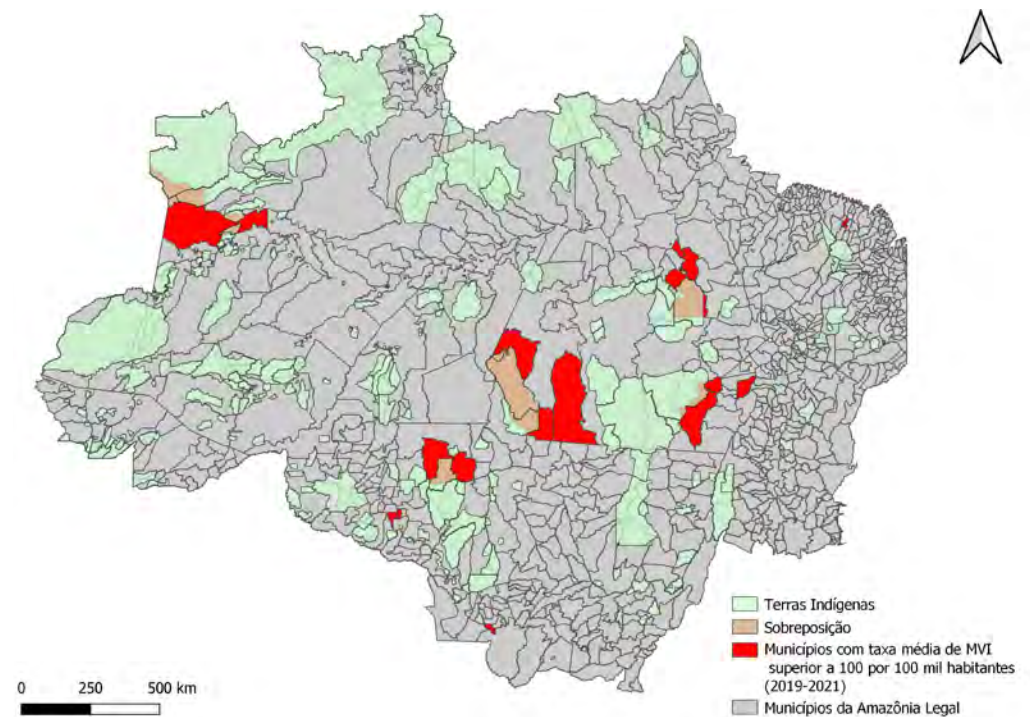 Terras Indígenas
Sobreposição
Municípios com taxa média de MVI
superior a 100 por 100 mil habitantes
(2019-2021)
Municípios da Amazônia Legal
0 250 500 km